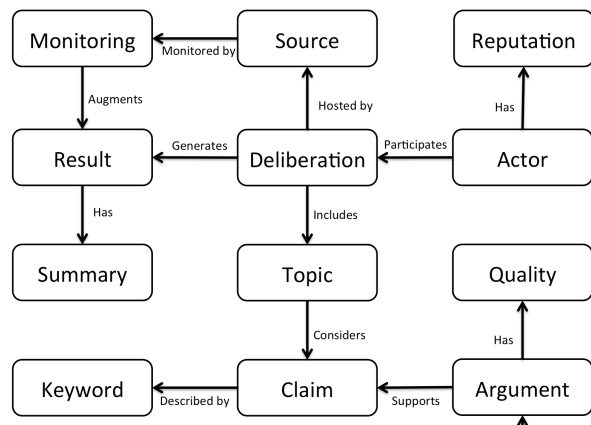 Monitoring
Monitored by
Source
Reputation
Augments
Hosted by
Has
Result
Generates
Deliberation
Participates
Actor
Has
Includes
Summary
Topic
Quality
Considers
Has
Keyword
Described by
Claim
Supports
Argument